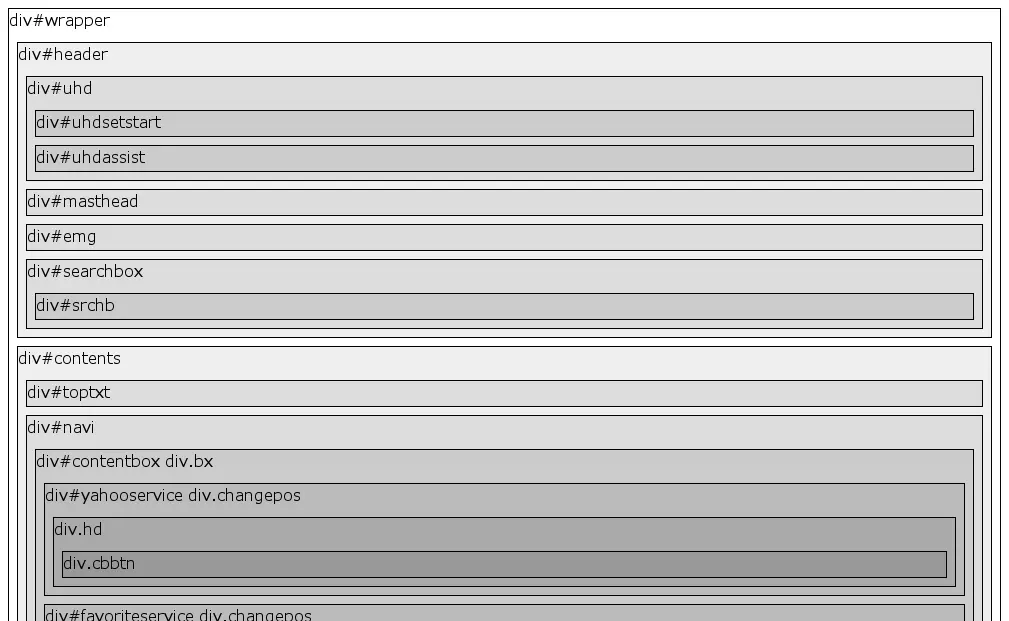 div#wrapper
div#header
div#uhd
div#uhdsetstart
div#uhdassist
div#masthead
div#emg
div#searchbox
div#srchb
div#contents
div#toptxt
div#navi
div#contentbox div.bx
div#yahooservice div.changepos
div.hd
div.cbbtn
div#favoriteservice div.changepos